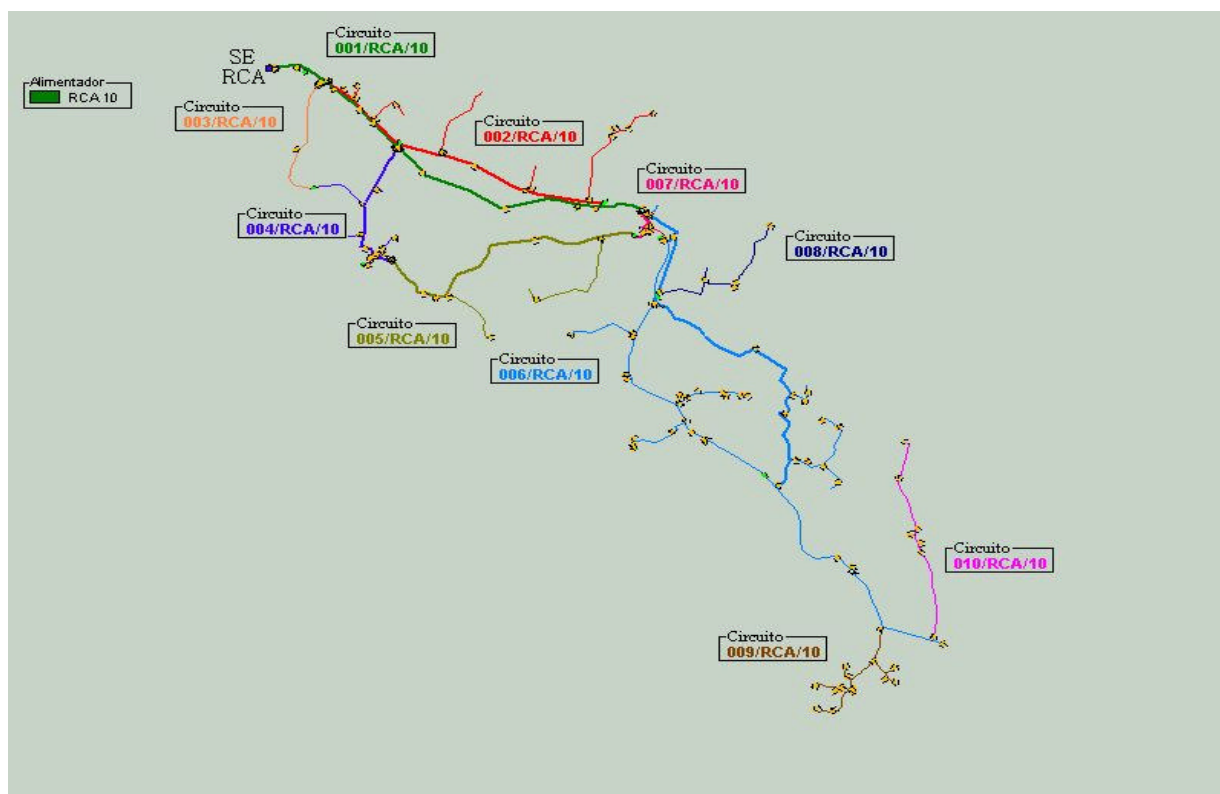 Circuito
001/RCA/10
SE
RCA
Alimentador
RCA 10
Circuito
003/RCA/10
Circuito
002/RCA/10
Circuito
007/RCA/10
Circuito
004/RCA/10
Circuito
008/RCA/10
Circuito
005/RCA/10
Circuito
006/RCA/10
Circuito
010/RCA/10
Circuito
009/RCA/10